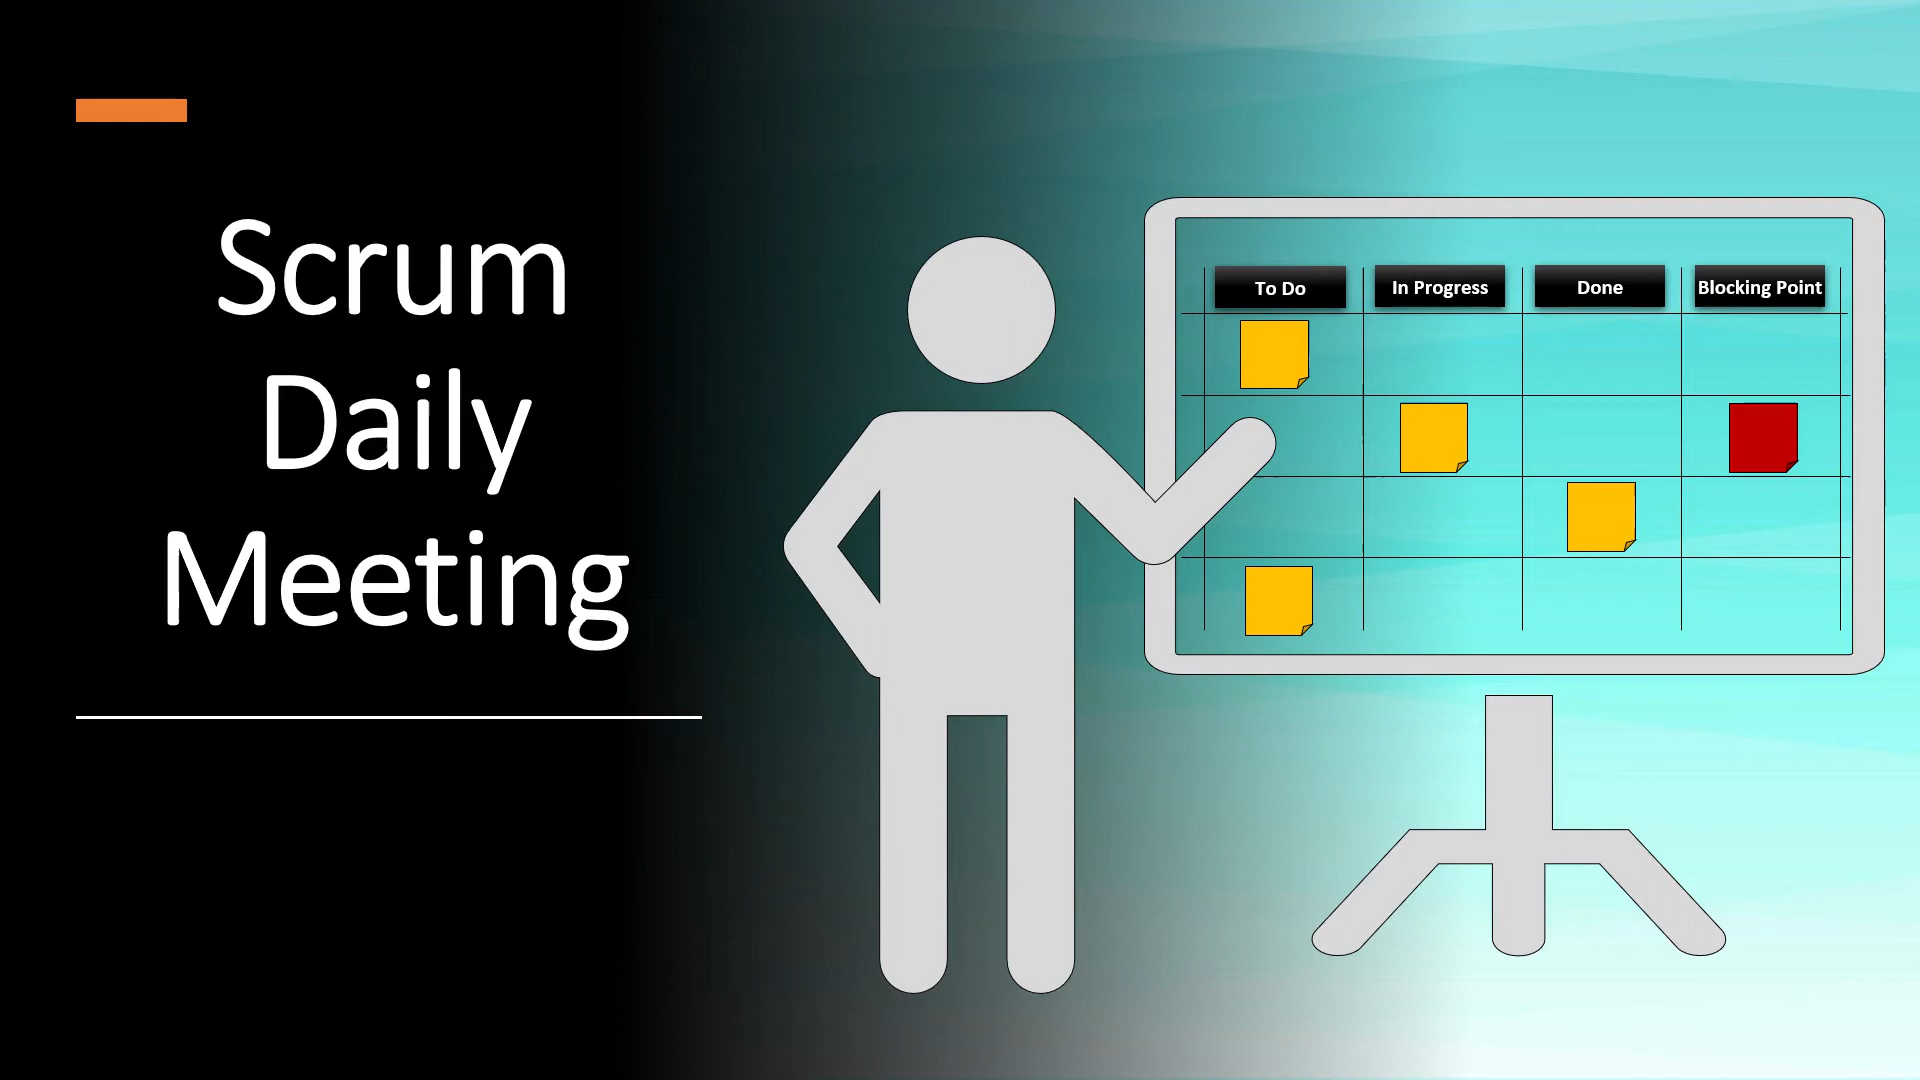 Scrum
Daily
Meeting
To Do
In Progress
Done
Blocking Point